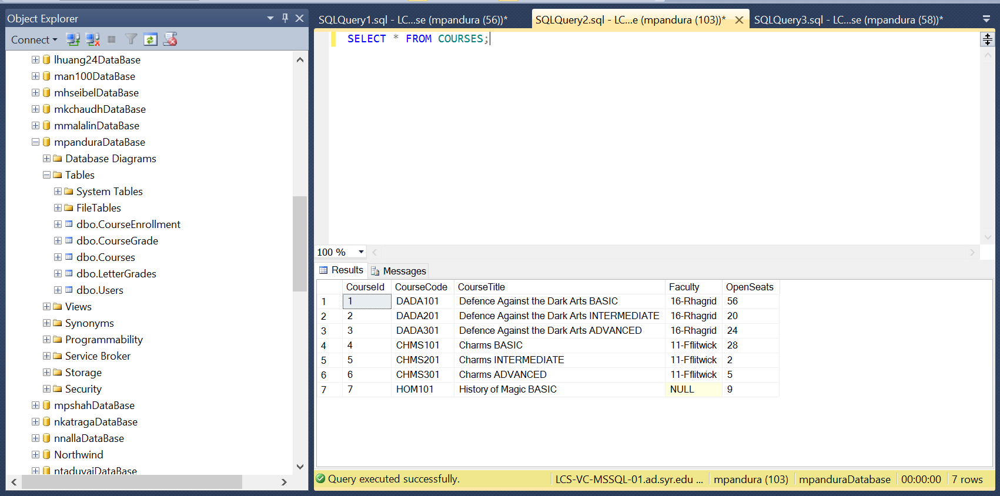 Object Explorer
Connect
lhuang24DataBase
man100DataBase
mhseibelDataBase
mkchaudhDataBase
mmalalinDataBase
mpanduraDataBase
Database Diagrams
Tables
System Tables
FileTables
dbo.CourseEnrollment
dbo.CourseGrade
dbo.Courses
dbo.LetterGrades
dbo.Users
Views
Synonyms
Programmability
Service Broker
Storage
Security
mpshahDataBase
nkatragaDataBase
nnallaDataBase
Northwind
ntaduvaiDataBase
SQLQuery1.sql - LC...se (mpandura (56))* SQLQuery2.sql - LC...e (mpandura (103))* SQLQuery3.sql - LC...se (mpandura (58))*
SELECT * FROM COURSES;
100 %
Results Messages
CourseId CourseCode CourseTitle Faculty OpenSeats
1 1 DADA101 Defence Against the Dark Arts BASIC 16-Rhagrid 56
2 2 DADA201 Defence Against the Dark Arts INTERMEDIATE 16-Rhagrid 20
3 3 DADA301 Defence Against the Dark Arts ADVANCED 16-Rhagrid 24
4 4 CHMS101 Charms BASIC 11-Fflitwick 28
5 5 CHMS201 Charms INTERMEDIATE 11-Fflitwick 2
6 6 CHMS301 Charms ADVANCED 11-Fflitwick 5
7 7 HOM101 History of Magic BASIC NULL 9
Query executed successfully. LCS-VC-MSSQL-01.ad.syr.edu ... mpandura (103) mpanduraDatabase 00:00:00 7 rows